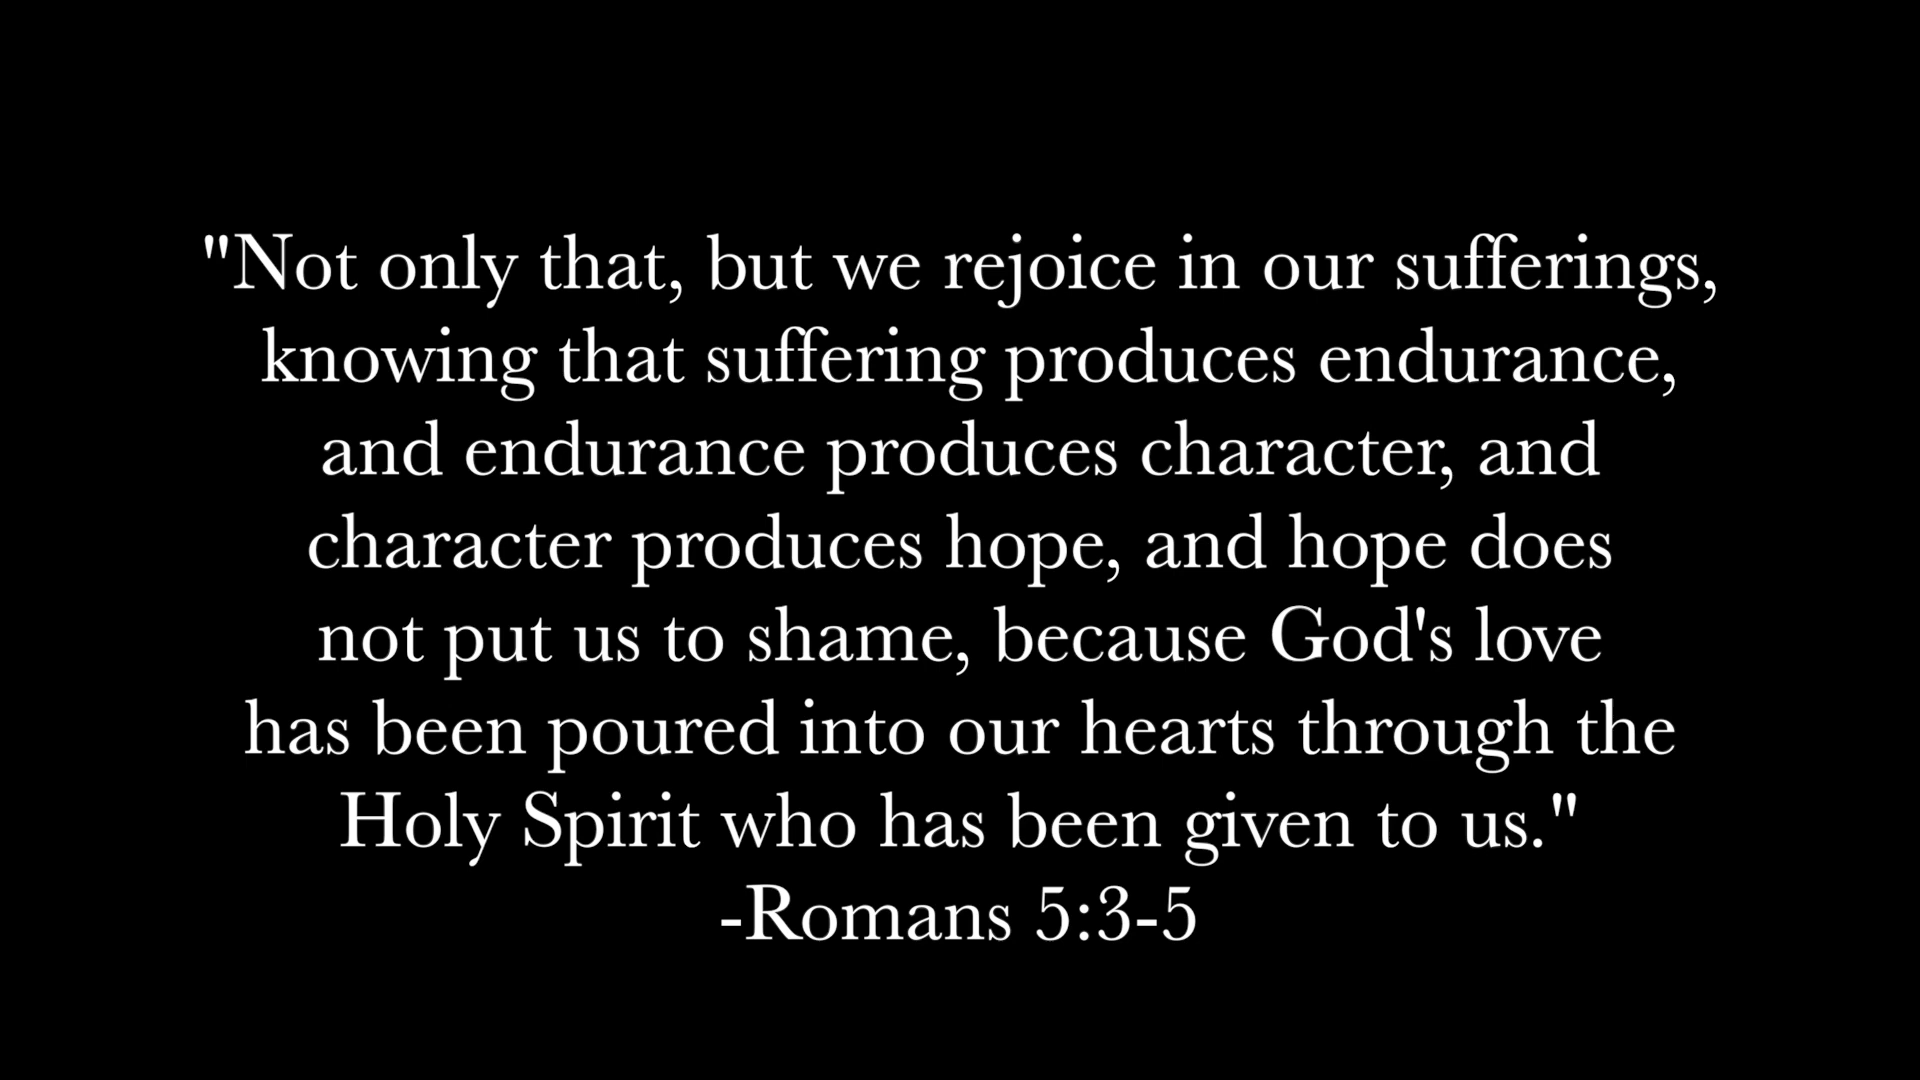 "Not only that, but we rejoice in our sufferings,
knowing that suffering produces endurance,
and endurance produces character, and
character produces hope, and hope does
not put us to shame, because God's love
has been poured into our hearts through the
Holy Spirit who has been given to us."
-Romans 5:3-5